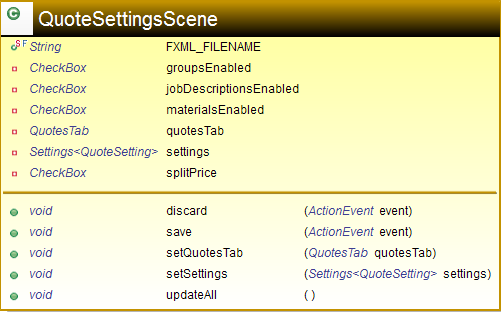 C QuoteSettingsScene
S F String FXML_FILENAME
CheckBox groupsEnabled
CheckBox jobDescriptionsEnabled
CheckBox materialsEnabled
QuotesTab quotesTab
Settings<QuoteSetting> settings
CheckBox splitPrice
void discard (ActionEvent event)
void save (ActionEvent event)
void setQuotesTab (QuotesTab quotesTab)
void setSettings (Settings<QuoteSetting> settings)
void updateAll ( )